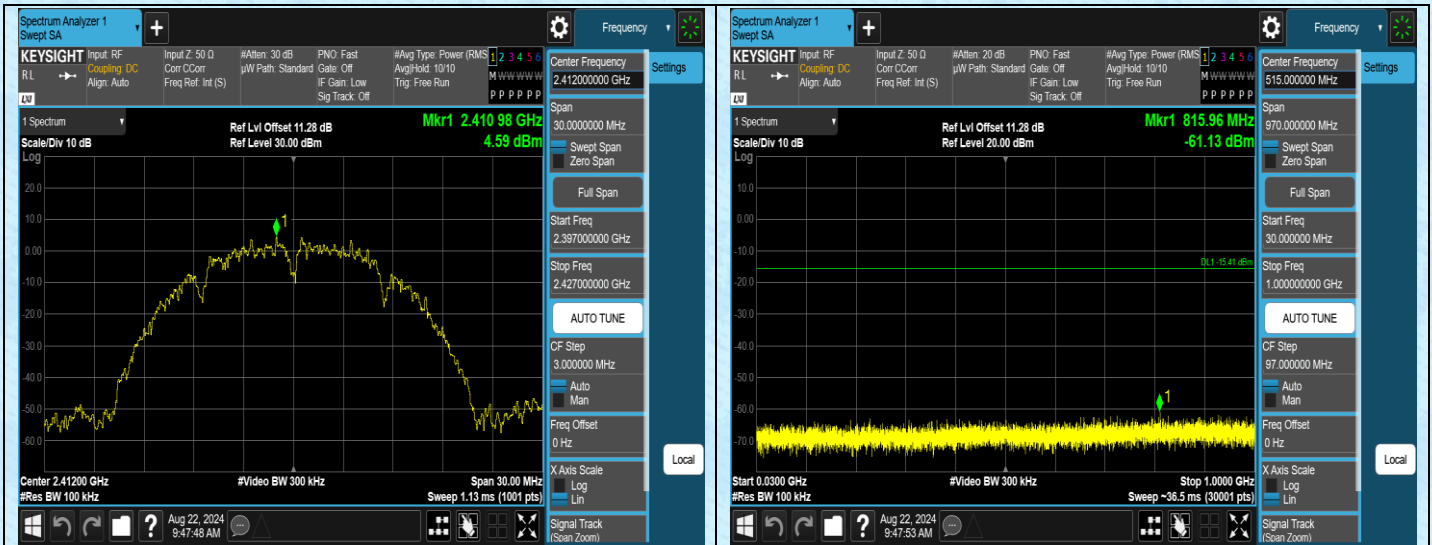 Spectrum Analyzer 1
Swept SA
+
Frequency
KEYSIGHT
Input: RF
Coupling: DC
Align: Auto
Input Z: 50 Ω
Corr CCorr
Freq Ref: Int (S)
#Atten: 30 dB
µW Path: Standard
PNO: Fast
Gate: Off
IF Gain: Low
Sig Track: Off
#Avg Type: Power (RMS
Avg|Hold: 10/10
Trig: Free Run
1 2 3 4 5 6
M W W W W W
P P P P P P
RL
LXI
1 Spectrum
Scale/Div 10 dB
Ref Lvl Offset 11.28 dB
Ref Level 30.00 dBm
Mkr1 2.410 98 GHz
4.59 dBm
Log
20.0
10.0
0.00
-10.0
-20.0
-30.0
-40.0
-50.0
-60.0
1
Center 2.41200 GHz
#Res BW 100 kHz
#Video BW 300 kHz
Span 30.00 MHz
Sweep 1.13 ms (1001 pts)
Aug 22, 2024
9:47:48 AM
Center Frequency
2.412000000 GHz
Span
30.0000000 MHz
Swept Span
Zero Span
Full Span
Start Freq
2.397000000 GHz
Stop Freq
2.427000000 GHz
AUTO TUNE
CF Step
3.000000 MHz
Auto
Man
Freq Offset
0 Hz
X Axis Scale
Log
Lin
Signal Track
(Span Zoom)
Settings
Local
Spectrum Analyzer 1
Swept SA
+
Frequency
KEYSIGHT
Input: RF
Coupling: DC
Align: Auto
Input Z: 50 Ω
Corr CCorr
Freq Ref: Int (S)
#Atten: 20 dB
µW Path: Standard
PNO: Fast
Gate: Off
IF Gain: Low
Sig Track: Off
#Avg Type: Power (RMS
Avg|Hold: 10/10
Trig: Free Run
1 2 3 4 5 6
M W W W W W
P P P P P P
RL
LXI
1 Spectrum
Scale/Div 10 dB
Ref Lvl Offset 11.28 dB
Ref Level 20.00 dBm
Mkr1 815.96 MHz
-61.13 dBm
Log
10.0
0.00
-10.0
-20.0
-30.0
-40.0
-50.0
-60.0
-70.0
DL1 -15.41 dBm
1
Start 0.0300 GHz
#Res BW 100 kHz
#Video BW 300 kHz
Stop 1.0000 GHz
Sweep ~36.5 ms (30001 pts)
Aug 22, 2024
9:47:53 AM
Center Frequency
515.000000 MHz
Span
970.000000 MHz
Swept Span
Zero Span
Full Span
Start Freq
30.000000 MHz
Stop Freq
1.000000000 GHz
AUTO TUNE
CF Step
97.000000 MHz
Auto
Man
Freq Offset
0 Hz
X Axis Scale
Log
Lin
Signal Track
(Span Zoom)
Settings
Local